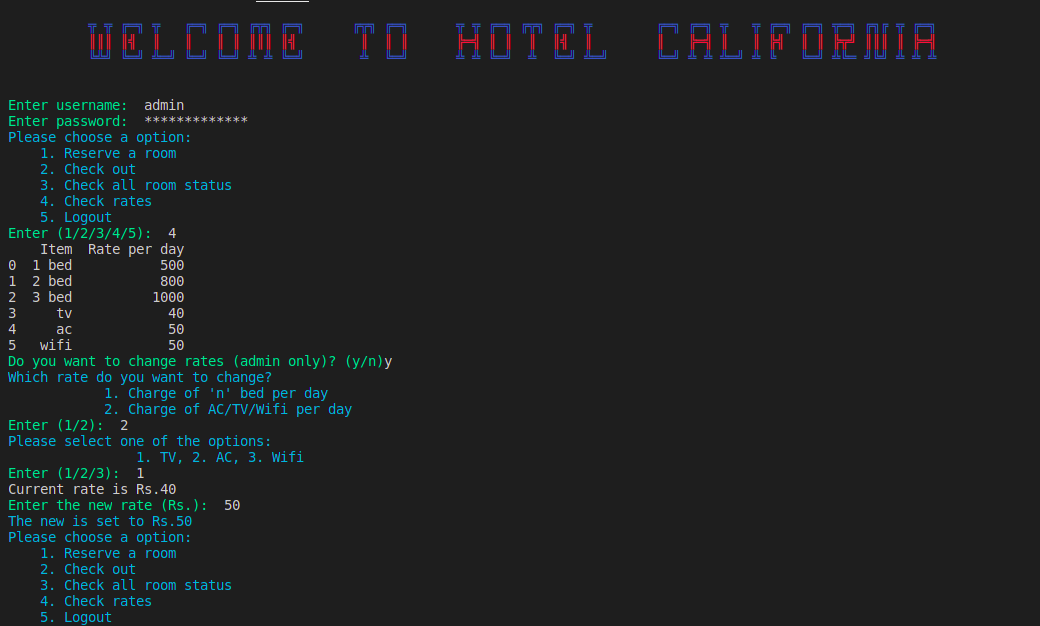 WELCOME TO HOTEL CALIFORNIA
Enter username:  admin
Enter password:  *************
Please choose a option:
    1. Reserve a room
    2. Check out
    3. Check all room status
    4. Check rates
    5. Logout
Enter (1/2/3/4/5):  4
    Item  Rate per day
0  1 bed           500
1  2 bed           800
2  3 bed          1000
3     tv            40
4     ac            50
5   wifi            50
Do you want to change rates (admin only)? (y/n)y
Which rate do you want to change?
            1. Charge of 'n' bed per day
            2. Charge of AC/TV/Wifi per day
Enter (1/2):  2
Please select one of the options:
                1. TV, 2. AC, 3. Wifi
Enter (1/2/3):  1
Current rate is Rs.40
Enter the new rate (Rs.):  50
The new is set to Rs.50
Please choose a option:
    1. Reserve a room
    2. Check out
    3. Check all room status
    4. Check rates
    5. Logout